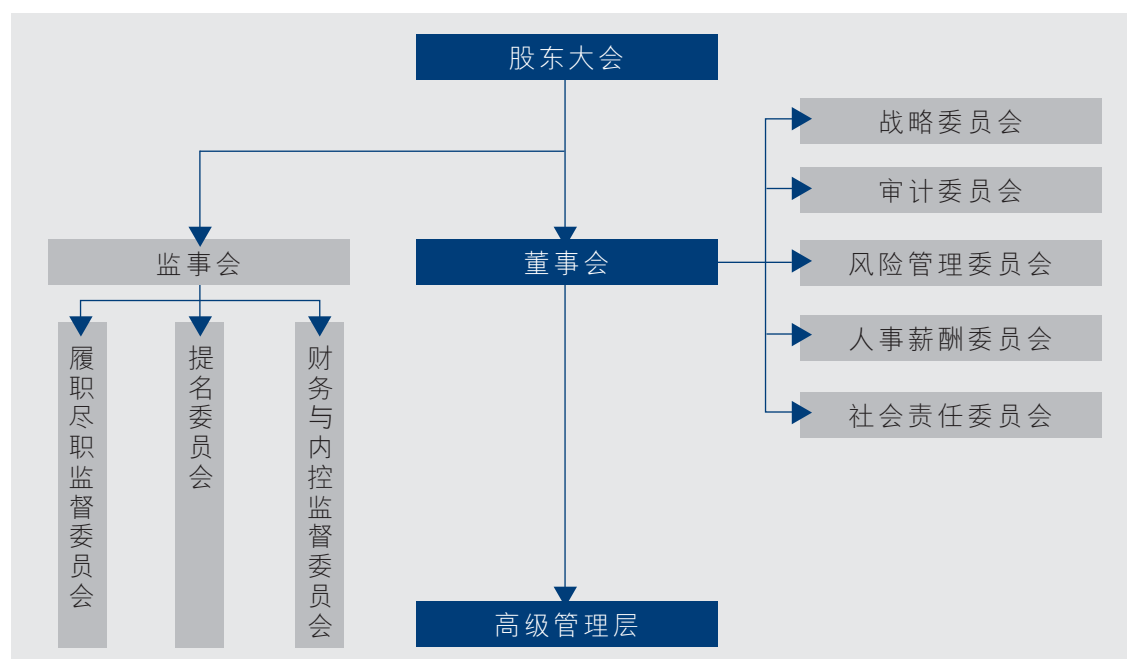 股东大会
战略委员会
审计委员会
监事会
董事会
风险管理委员会
人事薪酬委员会
社会责任委员会
履职尽职监督委员会
提名委员会
财务与内控监督委员会
高级管理层